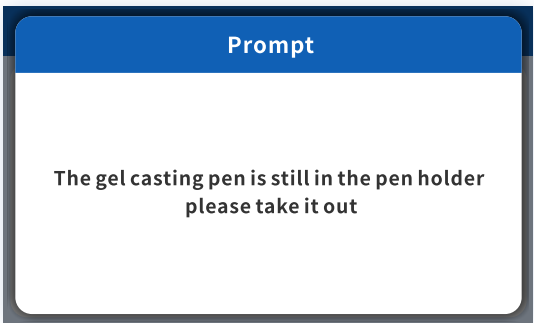 Prompt
The gel casting pen is still in the pen holder
please take it out